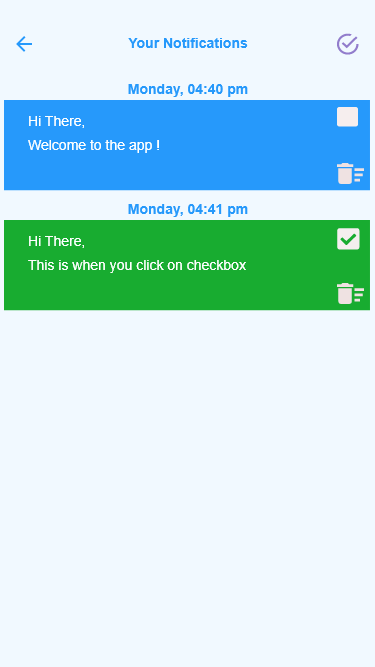 Your Notifications
Monday, 04:40 pm
Hi There,
Welcome to the app !
Monday, 04:41 pm
Hi There,
This is when you click on checkbox